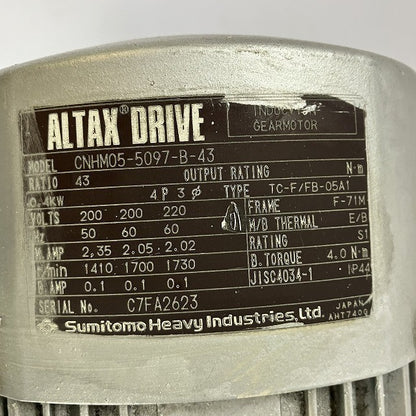 ALTAX® DRIVE
INDUCTION GEARMOTOR
MODEL CNHM05-5097-B-43
RATIO 43 OUTPUT RATING N·m
0.4KW 4P 3Ø TYPE TC-F/FB-05A1
VOLTS 200 200 220 FRAME F-71M
Hz 50 60 60 M/B THERMAL E/B
M.AMP 2.35 2.05 2.02 RATING S1
r/min 1410 1700 1730 B.TORQUE 4.0 N·m
B.AMP 0.1 0.1 0.1 JISC4034-1 IP44
SERIAL No. C7FA2623
Sumitomo Heavy Industries, Ltd. JAPAN